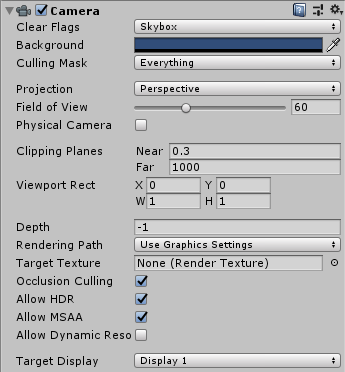 Camera
Clear Flags Skybox
Background
Culling Mask Everything
Projection Perspective
Field of View 60
Physical Camera
Clipping Planes Near 0.3
Far 1000
Viewport Rect X 0 Y 0
W 1 H 1
Depth -1
Rendering Path Use Graphics Settings
Target Texture None (Render Texture)
Occlusion Culling
Allow HDR
Allow MSAA
Allow Dynamic Reso
Target Display Display 1